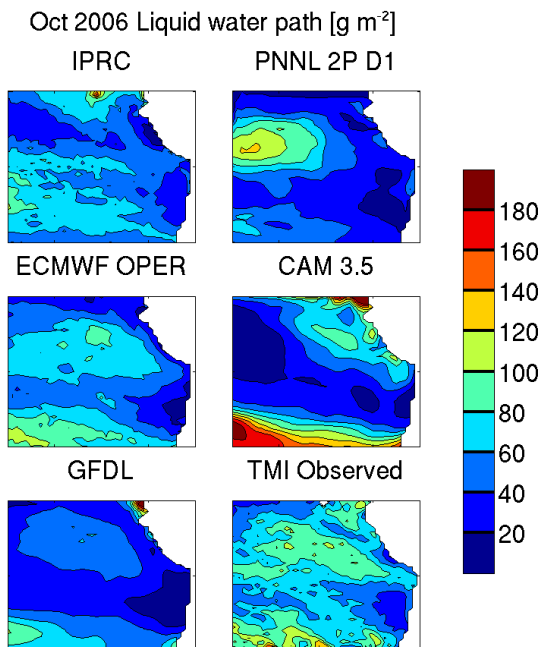 Oct 2006 Liquid water path [g m⁻²]
IPRC PNNL 2P D1
ECMWF OPER CAM 3.5
180
160
140
120
100
80
60
40
20
GFDL TMI Observed